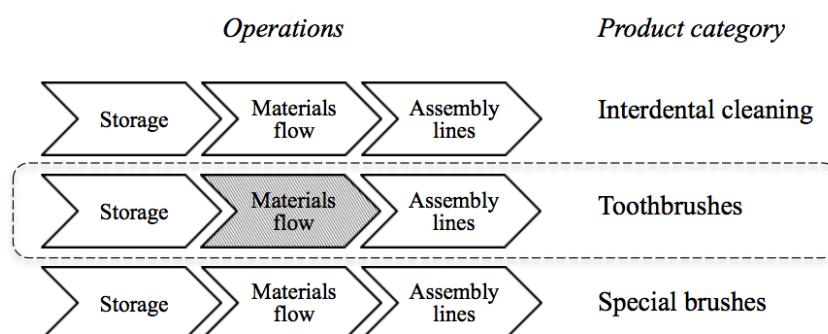 Operations Product category
Storage Materials flow Assembly lines Interdental cleaning
Storage Materials flow Assembly lines Toothbrushes
Storage Materials flow Assembly lines Special brushes